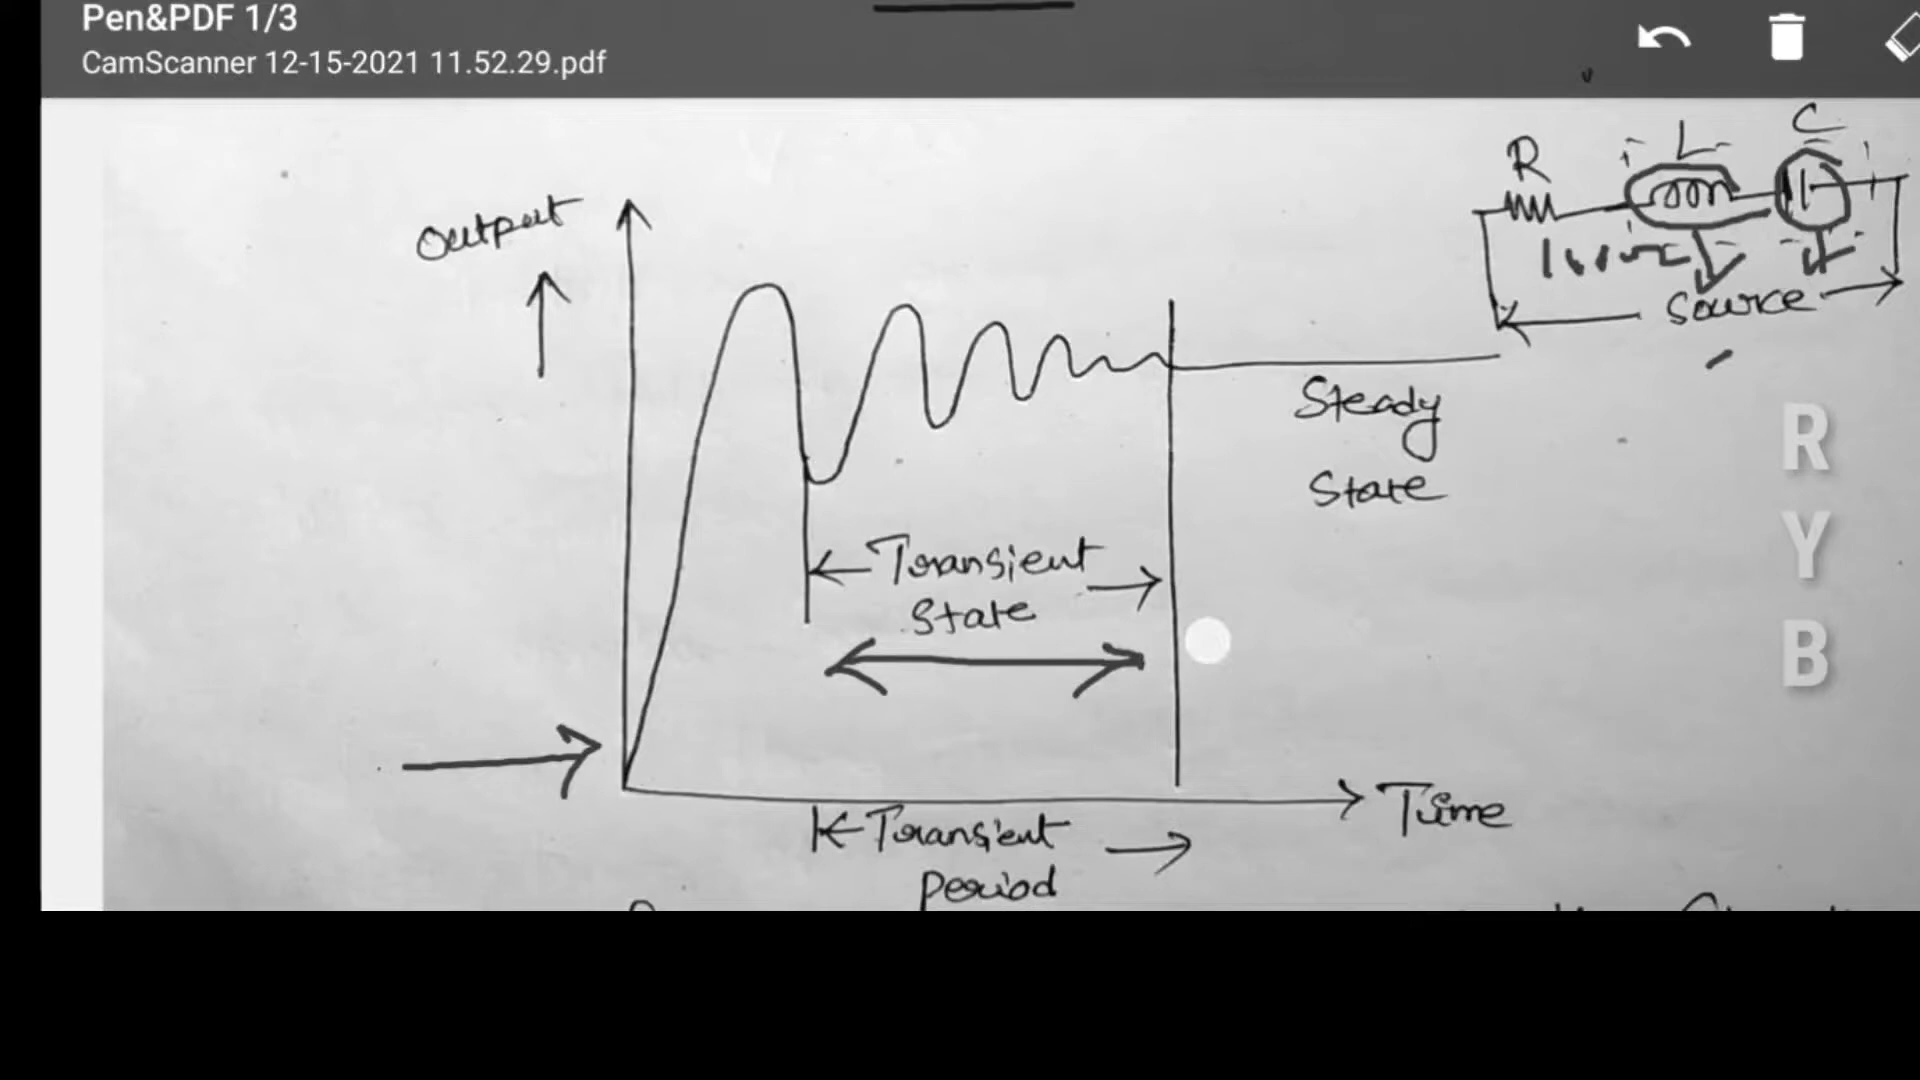 Pen&PDF 1/3
CamScanner 12-15-2021 11.52.29.pdf
C
L
R
Output
Source
Steady
State
R
Y
B
Transient
State
Time
Transient
Period